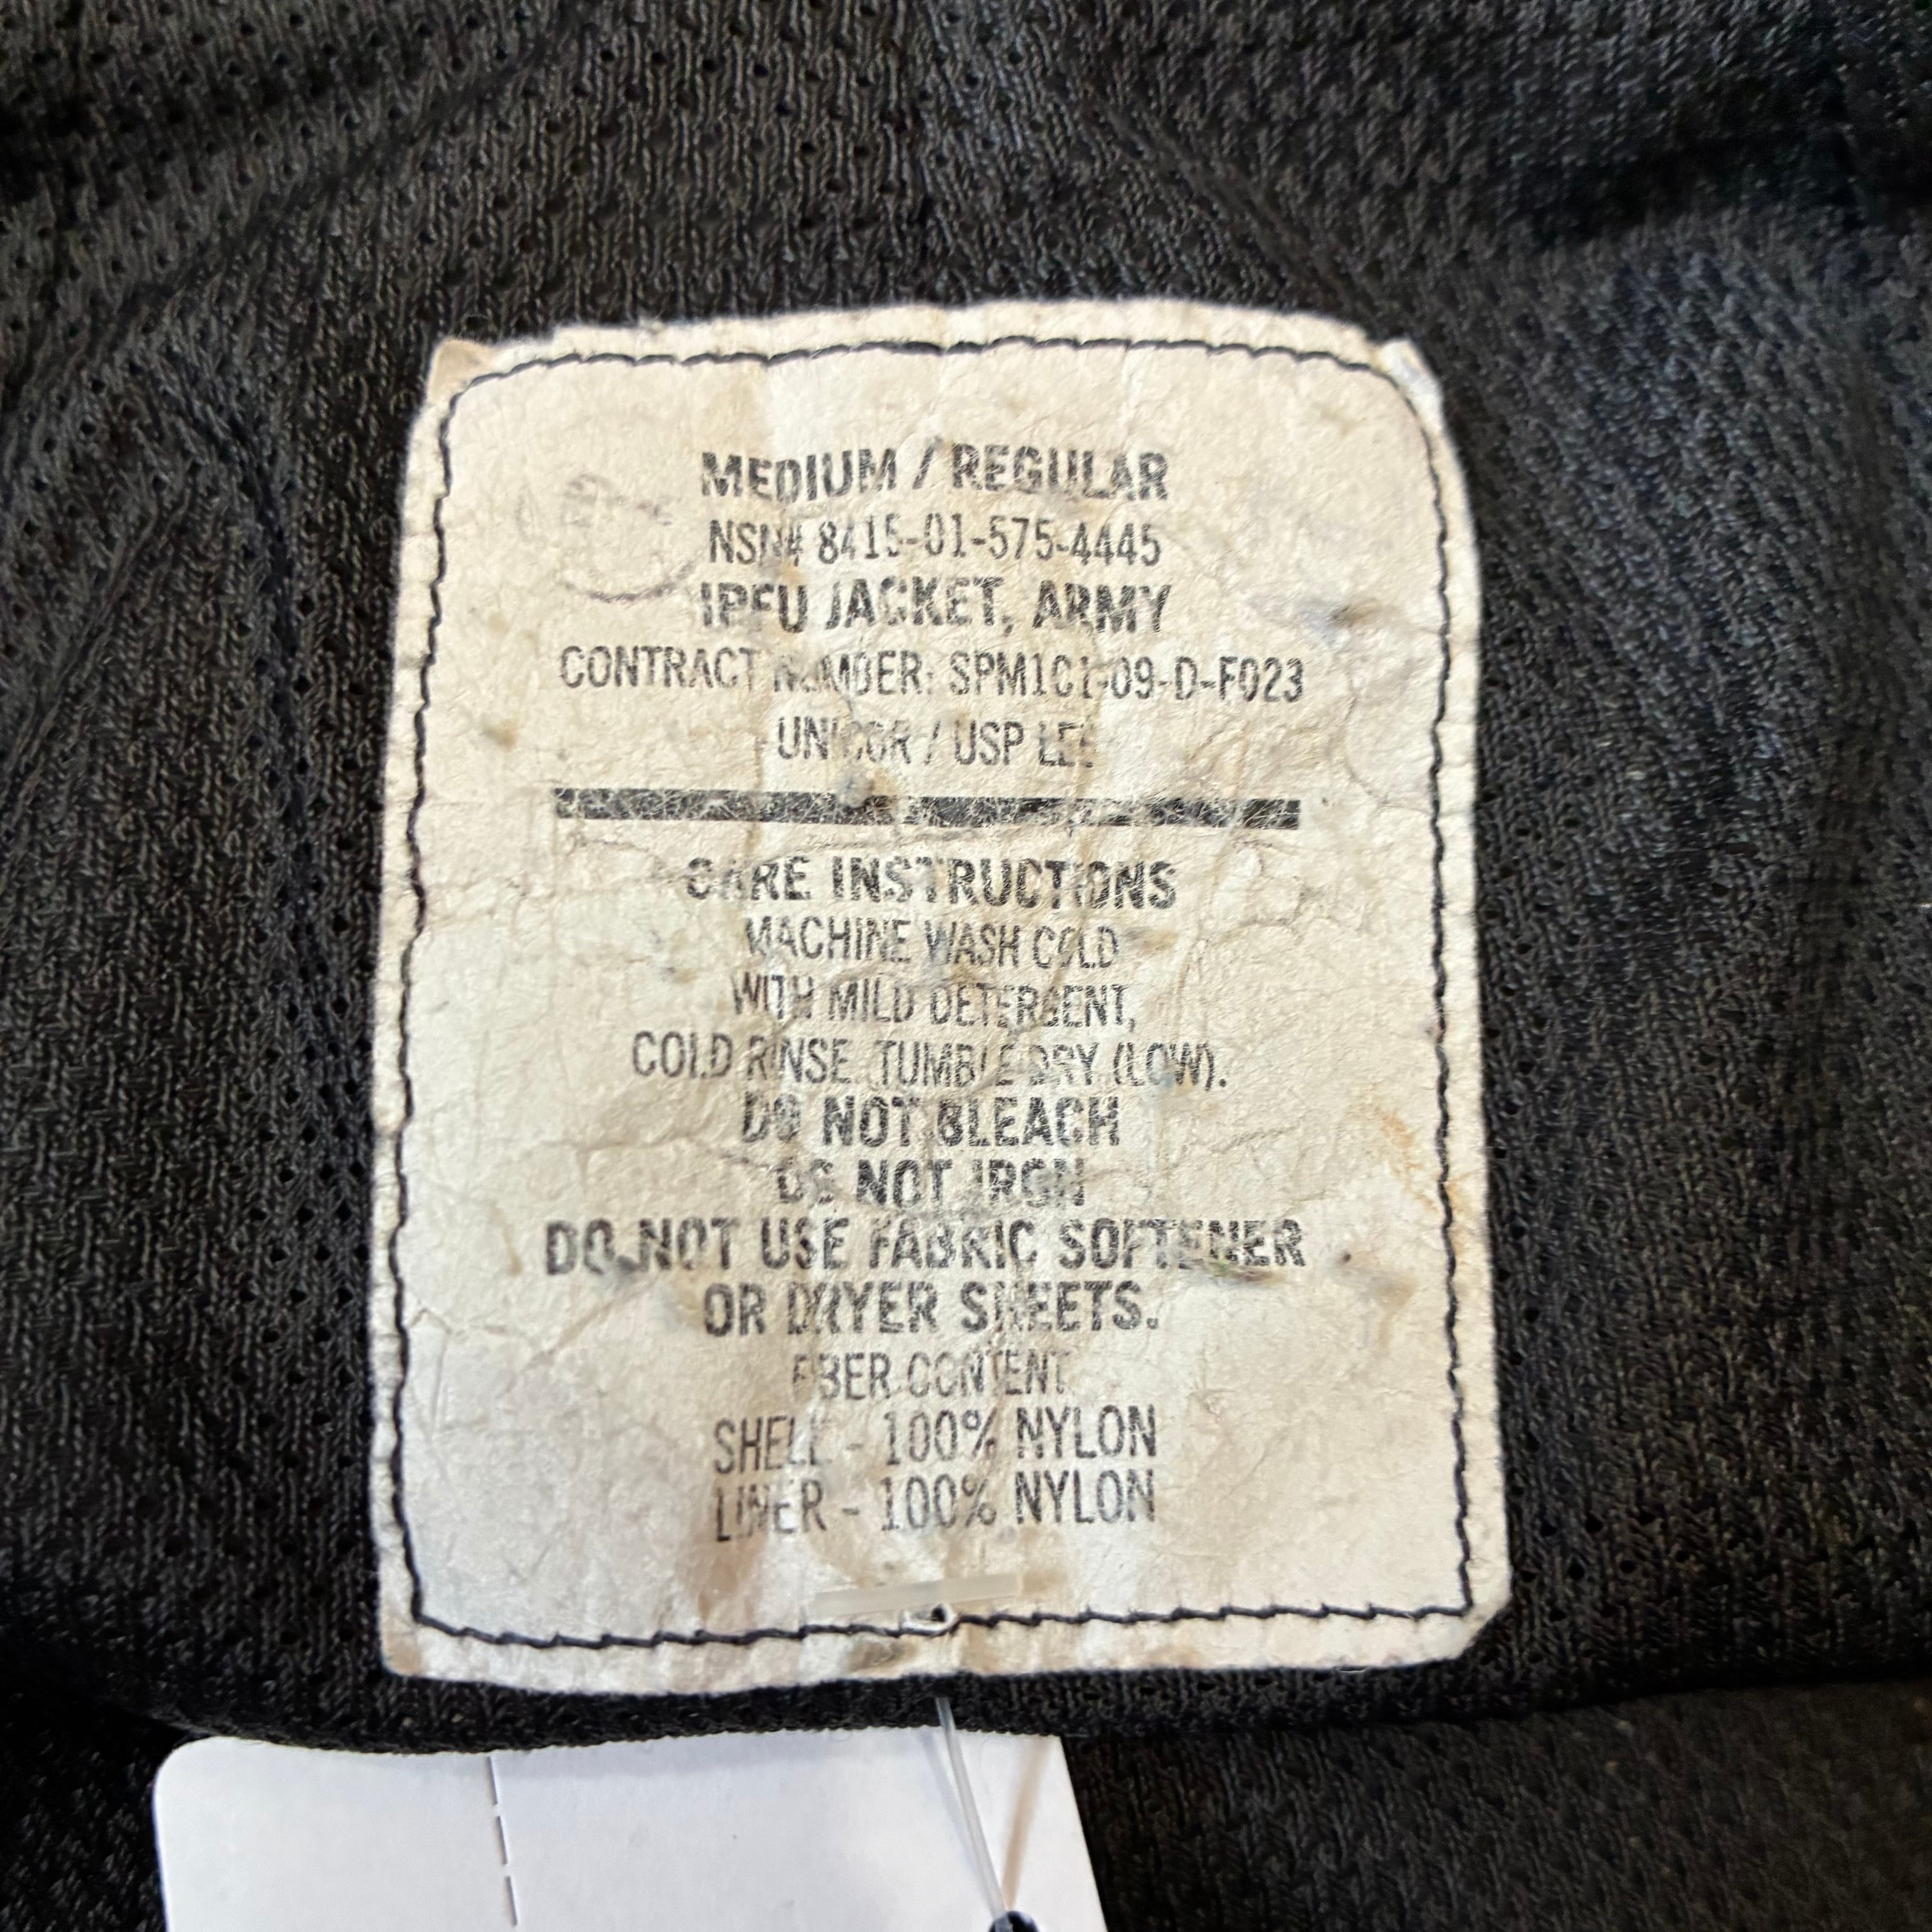 MEDIUM / REGULAR
NSN# 8415-01-575-4445
IPFU JACKET, ARMY
CONTRACT NUMBER: SPM1C1-09-D-F023
UNICOR / USP LEE
CARE INSTRUCTIONS
MACHINE WASH COLD
WITH MILD DETERGENT,
COLD RINSE, TUMBLE DRY (LOW).
DO NOT BLEACH
DO NOT IRON
DO NOT USE FABRIC SOFTENER
OR DRYER SHEETS.
FIBER CONTENT
SHELL - 100% NYLON
LINER - 100% NYLON